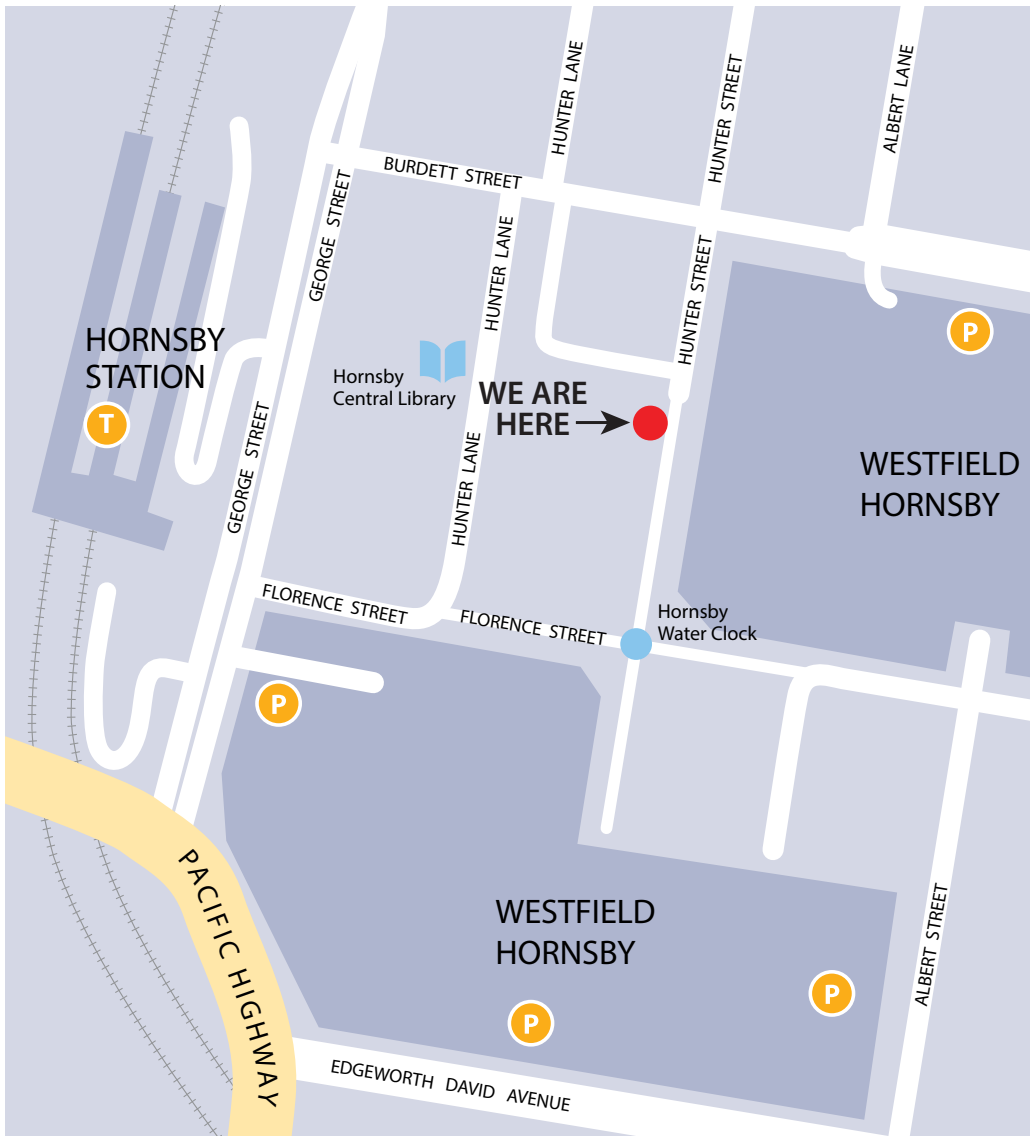 HUNTER LANE
HUNTER STREET
ALBERT LANE
BURDETT STREET
GEORGE STREET
HUNTER LANE
HUNTER STREET
P
HORNSBY
STATION
T
Hornsby
Central Library
WE ARE
HERE
GEORGE STREET
HUNTER LANE
WESTFIELD
HORNSBY
FLORENCE STREET
FLORENCE STREET
Hornsby
Water Clock
P
PACIFIC HIGHWAY
WESTFIELD
HORNSBY
ALBERT STREET
P
P
EDGEWORTH DAVID AVENUE